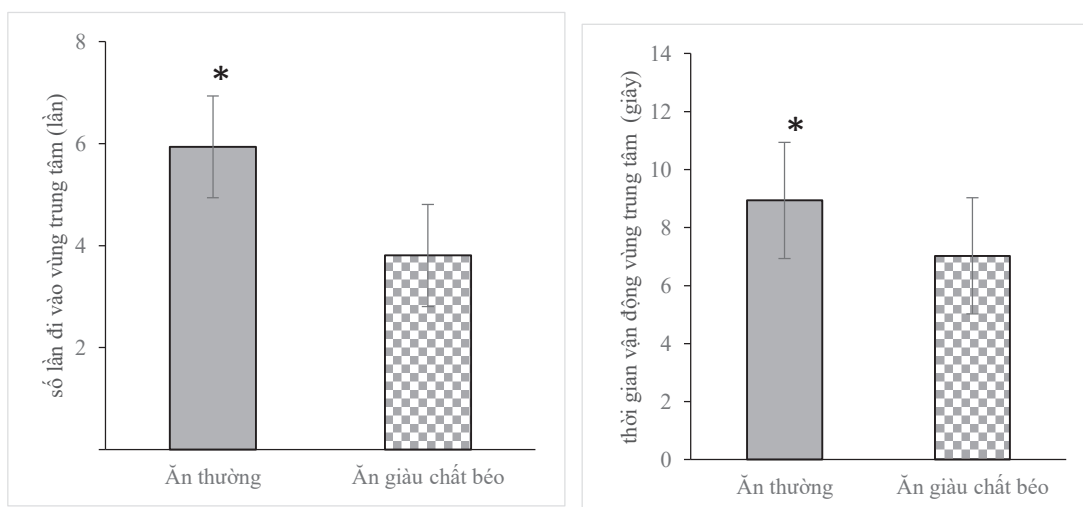 số lần đi vào vùng trung tâm (lần)
8
6
4
2
*
Ăn thường
Ăn giàu chất béo
thời gian vận động vùng trung tâm (giây)
14
12
10
8
6
4
2
0
*
Ăn thường
Ăn giàu chất béo